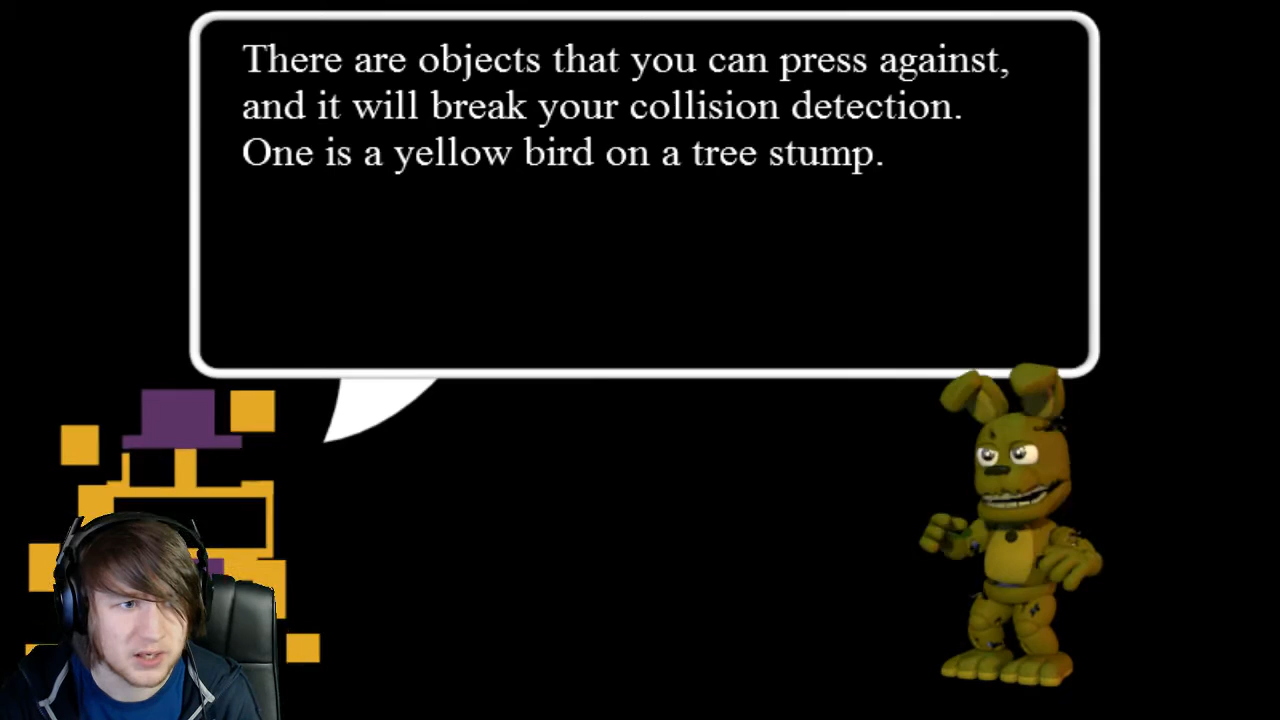 There are objects that you can press against,
and it will break your collision detection.
One is a yellow bird on a tree stump.